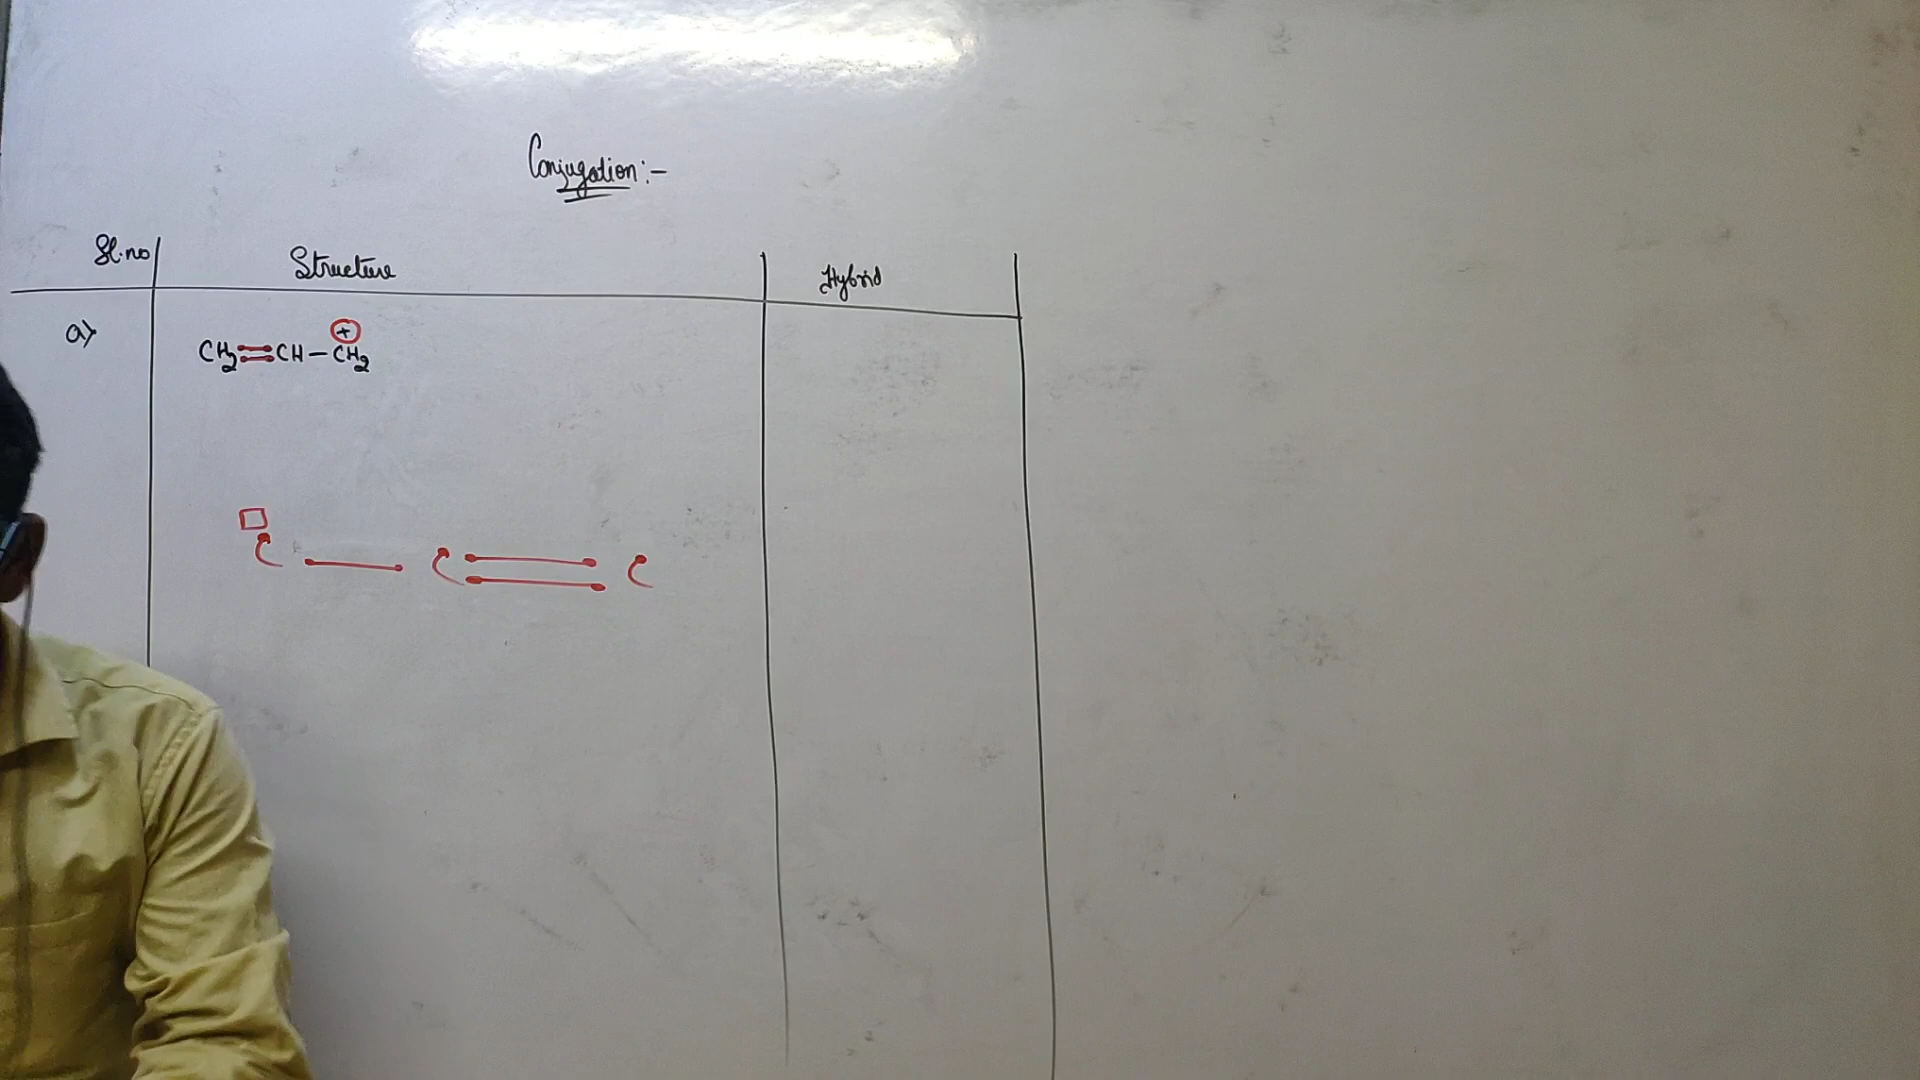 Conjugation:-
Sl.no Structure Hybrid
a) CH2=CH-CH2 +
C - C = C